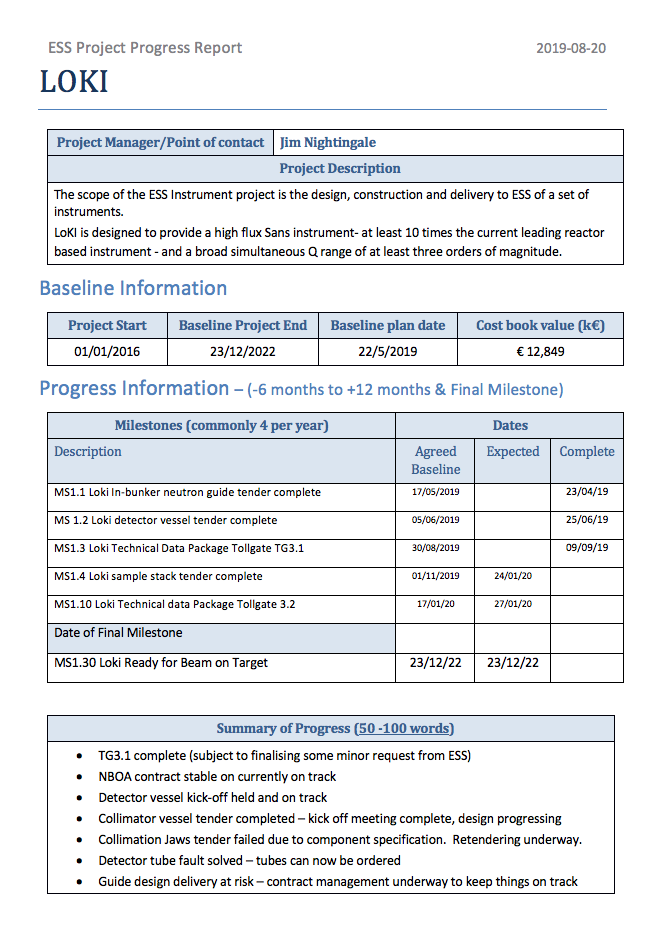 ESS Project Progress Report 2019-08-20
LOKI
Project Manager/Point of contact Jim Nightingale
Project Description
The scope of the ESS Instrument project is the design, construction and delivery to ESS of a set of
instruments.
LoKI is designed to provide a high flux Sans instrument- at least 10 times the current leading reactor
based instrument - and a broad simultaneous Q range of at least three orders of magnitude.
Baseline Information
Project Start Baseline Project End Baseline plan date Cost book value (k€)
01/01/2016 23/12/2022 22/5/2019 € 12,849
Progress Information – (-6 months to +12 months & Final Milestone)
Milestones (commonly 4 per year) Dates
Description Agreed Expected Complete
Baseline
MS1.1 Loki In-bunker neutron guide tender complete 17/05/2019 23/04/19
MS 1.2 Loki detector vessel tender complete 05/06/2019 25/06/19
MS1.3 Loki Technical Data Package Tollgate TG3.1 30/08/2019 09/09/19
MS1.4 Loki sample stack tender complete 01/11/2019 24/01/20
MS1.10 Loki Technical data Package Tollgate 3.2 17/01/20 27/01/20
Date of Final Milestone
MS1.30 Loki Ready for Beam on Target 23/12/22 23/12/22
Summary of Progress (50 -100 words)
• TG3.1 complete (subject to finalising some minor request from ESS)
• NBOA contract stable on currently on track
• Detector vessel kick-off held and on track
• Collimator vessel tender completed – kick off meeting complete, design progressing
• Collimation Jaws tender failed due to component specification. Retendering underway.
• Detector tube fault solved – tubes can now be ordered
• Guide design delivery at risk – contract management underway to keep things on track